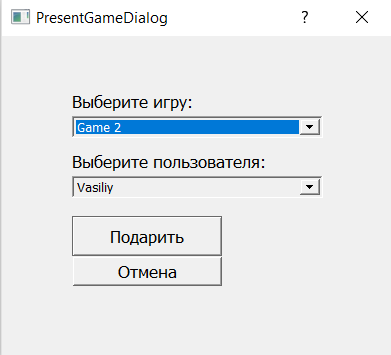 PresentGameDialog
Выберите игру:
Game 2
Выберите пользователя:
Vasiliy
Подарить
Отмена